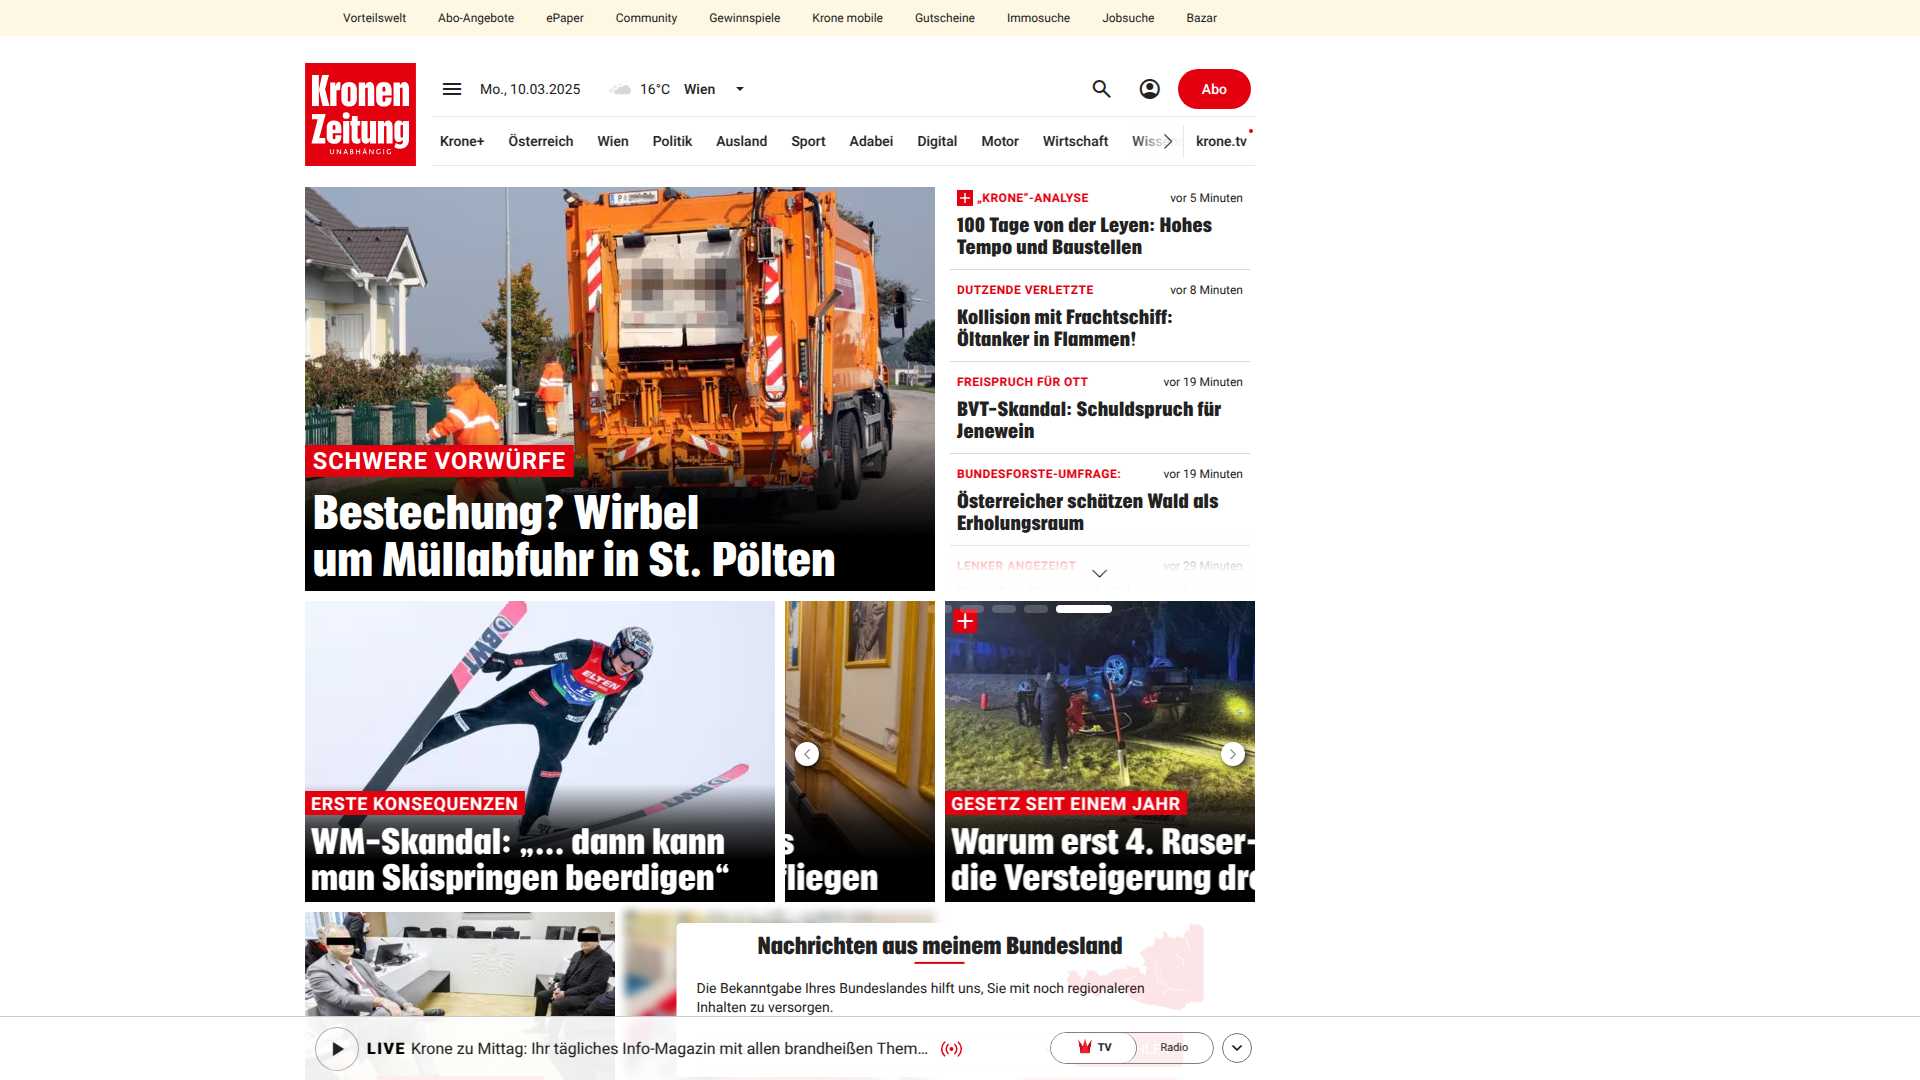 Vorteilswelt Abo-Angebote ePaper Community Gewinnspiele Krone mobile Gutscheine Immosuche Jobsuche Bazar
Kronen
Zeitung
UNABHÄNGIG
Mo., 10.03.2025 16°C Wien
Abo
Krone+ Österreich Wien Politik Ausland Sport Adabei Digital Motor Wirtschaft krone.tv
SCHWERE VORWÜRFE
Bestechung? Wirbel
um Müllabfuhr in St. Pölten
„KRONE“-ANALYSE vor 5 Minuten
100 Tage von der Leyen: Hohes
Tempo und Baustellen
DUTZENDE VERLETZTE vor 8 Minuten
Kollision mit Frachtschiff:
Öltanker in Flammen!
FREISPRUCH FÜR OTT vor 19 Minuten
BVT-Skandal: Schuldspruch für
Jenewein
BUNDESFORSTE-UMFRAGE: vor 19 Minuten
Österreicher schätzen Wald als
Erholungsraum
LENKER ANGEZEIGT vor 29 Minuten
BWT
ELTEN
BWT
ERSTE KONSEQUENZEN
WM-Skandal: „... dann kann
man Skispringen beerdigen“
s
fliegen
GESETZ SEIT EINEM JAHR
Warum erst 4. Raser-
die Versteigerung
Nachrichten aus meinem Bundesland
Die Bekanntgabe Ihres Bundeslandes hilft uns, Sie mit noch regionaleren
Inhalten zu versorgen.
LIVE Krone zu Mittag: Ihr tägliches Info-Magazin mit allen brandheißen Them...
TV Radio